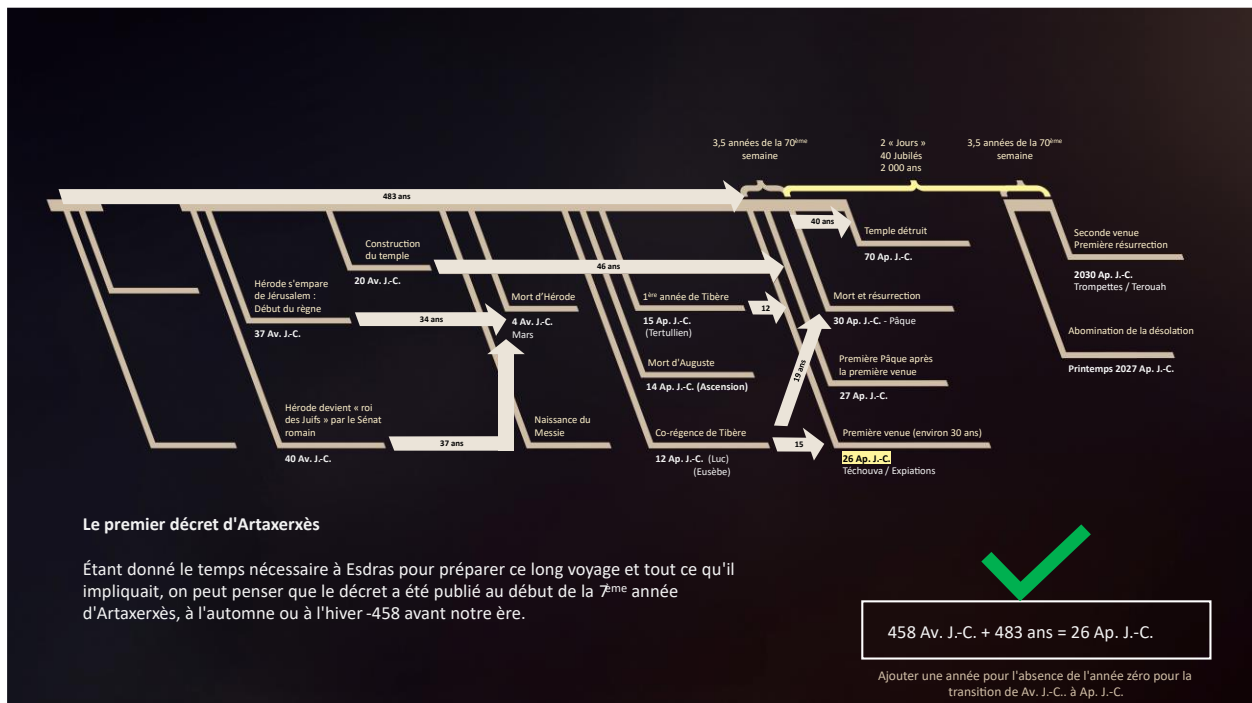 3,5 années de la 70ème
semaine
2 « Jours »
40 Jubilés
2 000 ans
3,5 années de la 70ème
semaine
483 ans
40 ans
Temple détruit
70 Ap. J.-C.
Seconde venue
Première résurrection
2030 Ap. J.-C.
Trompettes / Terouah
Construction
du temple
20 Av. J.-C.
46 ans
Hérode s'empare
de Jérusalem :
Début du règne
37 Av. J.-C.
34 ans
Mort d'Hérode
4 Av. J.-C.
Mars
1ère année de Tibère
15 Ap. J.-C.
(Tertullien)
12
Mort et résurrection
30 Ap. J.-C. - Pâque
Abomination de la désolation
Printemps 2027 Ap. J.-C.
Mort d'Auguste
14 Ap. J.-C. (Ascension)
19 ans
Première Pâque après
la première venue
27 Ap. J.-C.
Hérode devient « roi
des Juifs » par le Sénat
romain
40 Av. J.-C.
37 ans
Naissance du
Messie
Co-régence de Tibère
12 Ap. J.-C. (Luc)
(Eusèbe)
15
Première venue (environ 30 ans)
26 Ap. J.-C.
Téchouva / Expiations
Le premier décret d'Artaxerxès
Étant donné le temps nécessaire à Esdras pour préparer ce long voyage et tout ce qu'il
impliquait, on peut penser que le décret a été publié au début de la 7ème année
d'Artaxerxès, à l'automne ou à l'hiver -458 avant notre ère.
458 Av. J.-C. + 483 ans = 26 Ap. J.-C.
Ajouter une année pour l'absence de l'année zéro pour la
transition de Av. J.-C.. à Ap. J.-C.